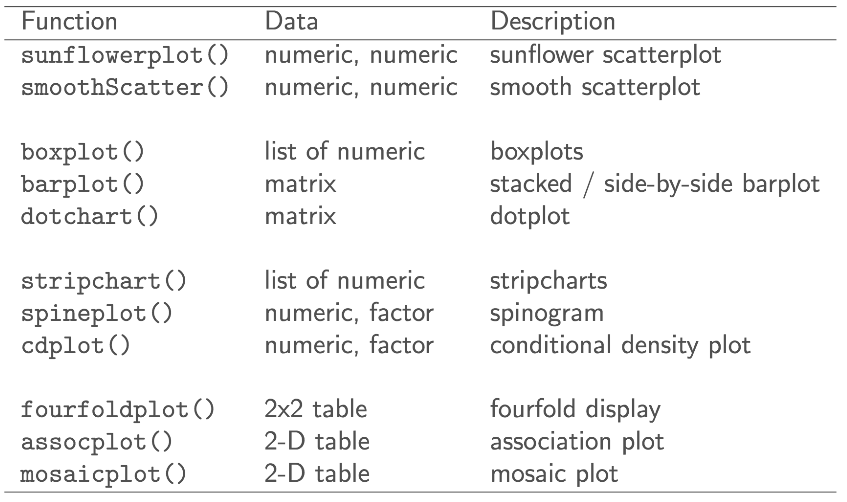 Function Data Description
sunflowerplot() numeric, numeric sunflower scatterplot
smoothScatter() numeric, numeric smooth scatterplot
boxplot() list of numeric boxplots
barplot() matrix stacked / side-by-side barplot
dotchart() matrix dotplot
stripchart() list of numeric stripcharts
spineplot() numeric, factor spinogram
cdplot() numeric, factor conditional density plot
fourfoldplot() 2x2 table fourfold display
assocplot() 2-D table association plot
mosaicplot() 2-D table mosaic plot